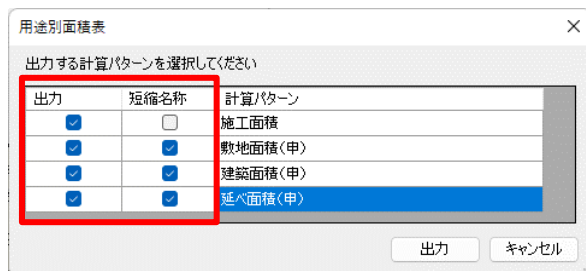 用途別面積表
出力する計算パターンを選択してください
出力 短縮名称 計算パターン
施工面積
敷地面積(申)
建築面積(申)
延べ面積(申)
出力 キャンセル